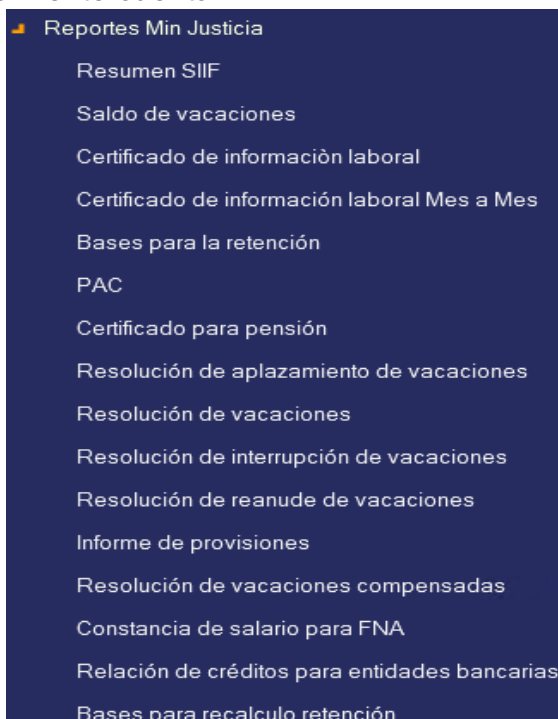 Reportes Min Justicia
Resumen SIIF
Saldo de vacaciones
Certificado de informaciòn laboral
Certificado de información laboral Mes a Mes
Bases para la retención
PAC
Certificado para pensión
Resolución de aplazamiento de vacaciones
Resolución de vacaciones
Resolución de interrupción de vacaciones
Resolución de reanude de vacaciones
Informe de provisiones
Resolución de vacaciones compensadas
Constancia de salario para FNA
Relación de créditos para entidades bancarias
Bases para recalculo retención